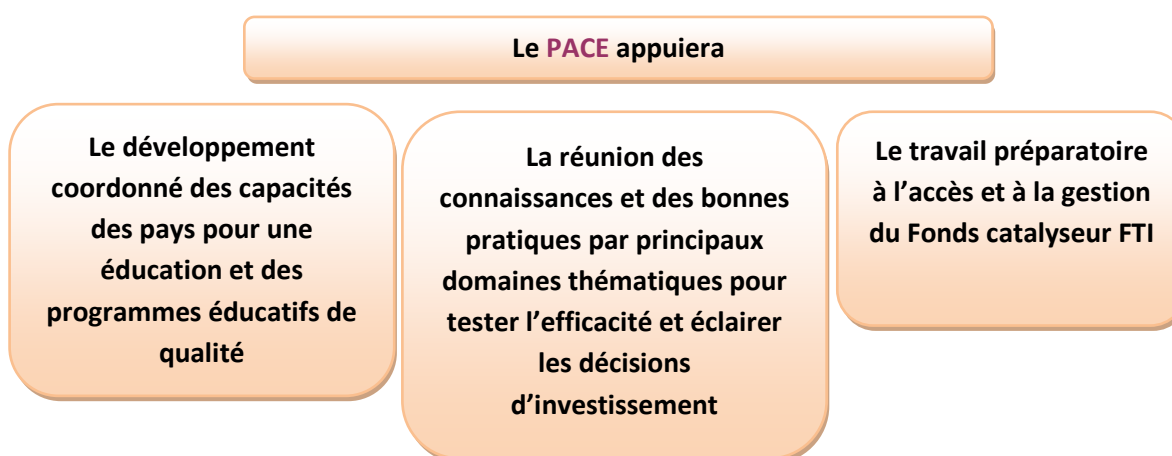 Le PACE appuiera
Le développement
coordonné des capacités
des pays pour une
éducation et des
programmes éducatifs de
qualité
La réunion des
connaissances et des bonnes
pratiques par principaux
domaines thématiques pour
tester l’efficacité et éclairer
les décisions
d’investissement
Le travail préparatoire
à l’accès et à la gestion
du Fonds catalyseur FTI